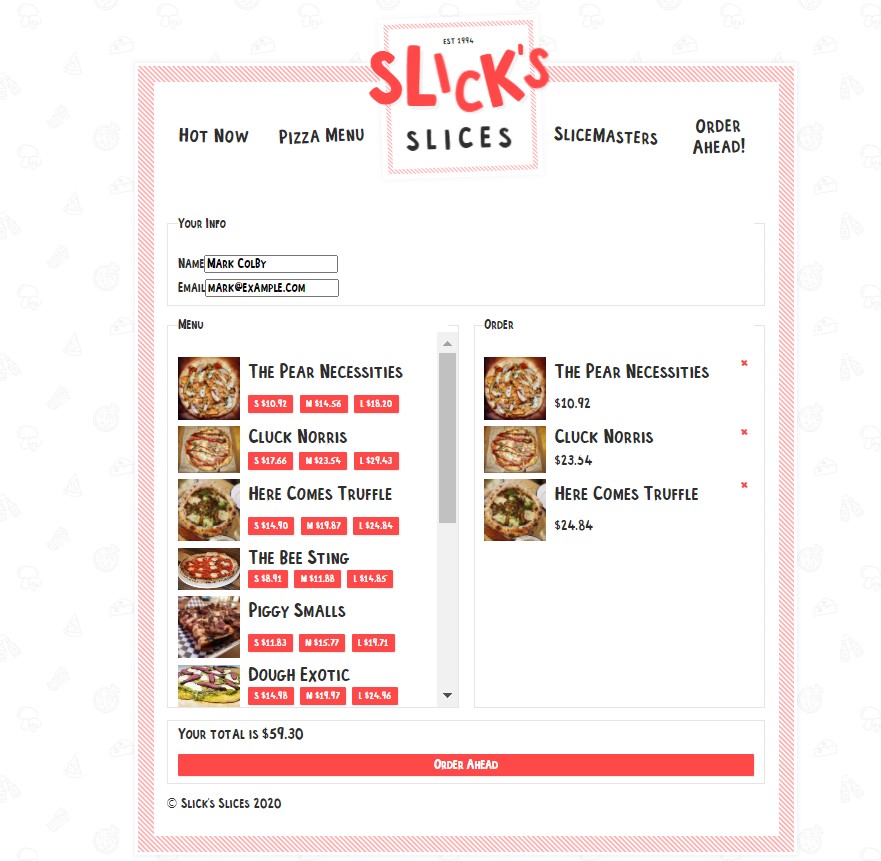 EST 1994
SLICK'S
SLICES
Hot Now
Pizza Menu
SliceMasters
Order
Ahead!
Your Info
Name Mark Colby
Email mark@example.com
Menu
The Pear Necessities
S $10.92 M $14.56 L $18.20
Cluck Norris
S $17.66 M $23.54 L $29.43
Here Comes Truffle
S $14.90 M $19.87 L $24.84
The Bee Sting
S $8.91 M $11.88 L $14.85
Piggy Smalls
S $11.83 M $15.77 L $19.71
Dough Exotic
S $14.98 M $19.97 L $24.96
Order
The Pear Necessities ×
$10.92
Cluck Norris ×
$23.54
Here Comes Truffle ×
$24.84
Your total is $59.30
Order Ahead
© Slick's Slices 2020